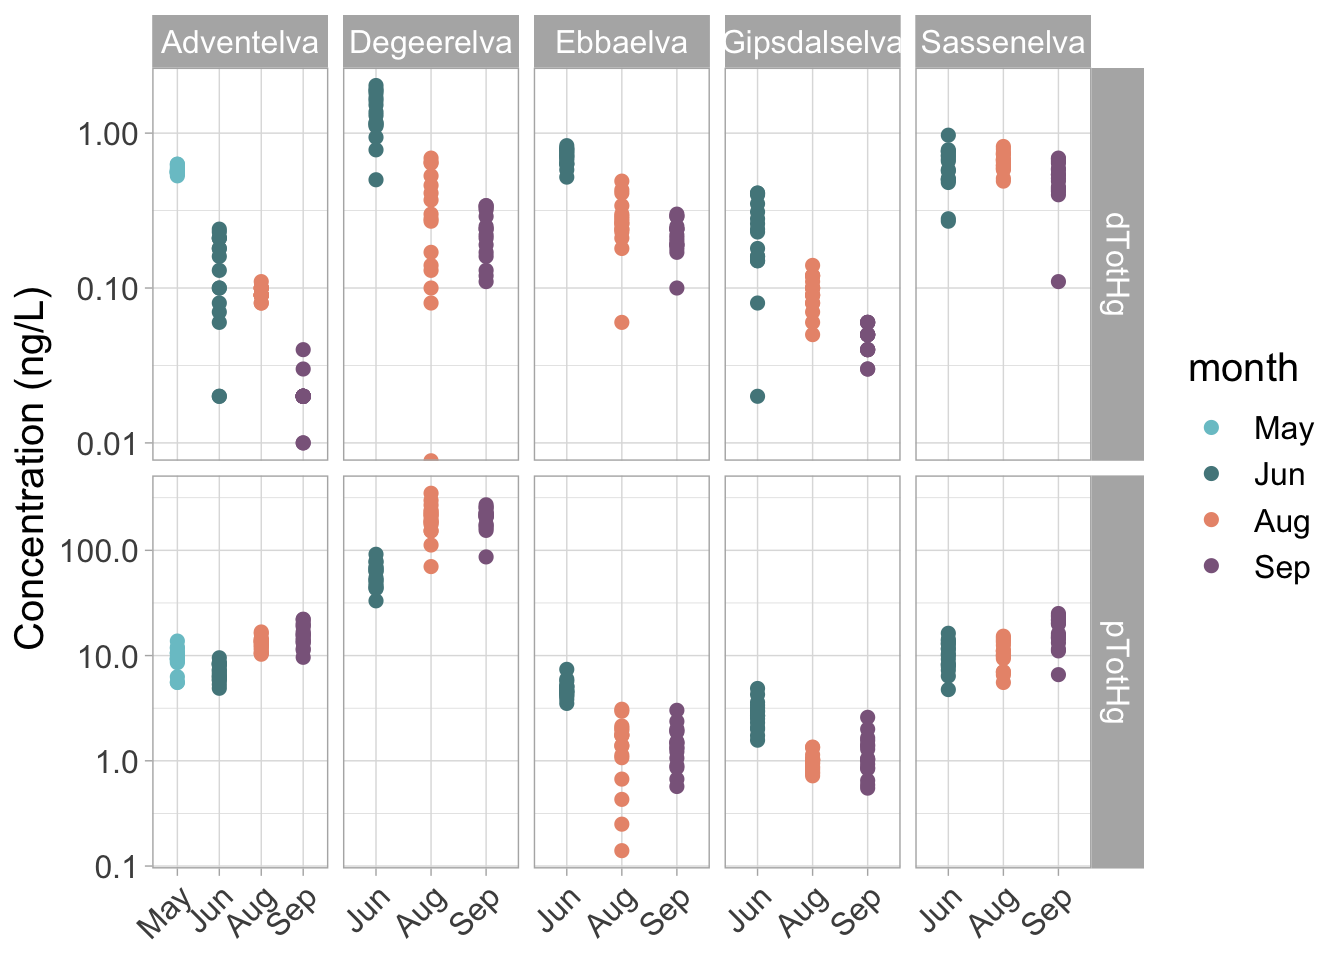 Adventelva Degeerelva Ebbaelva Gipsdalselva Sassenelva
Concentration (ng/L)
1.00
0.10
0.01
dTotHg
100.0
10.0
1.0
0.1
pTotHg
May Jun Aug Sep Jun Aug Sep Jun Aug Sep Jun Aug Sep Jun Aug Sep
month
May
Jun
Aug
Sep